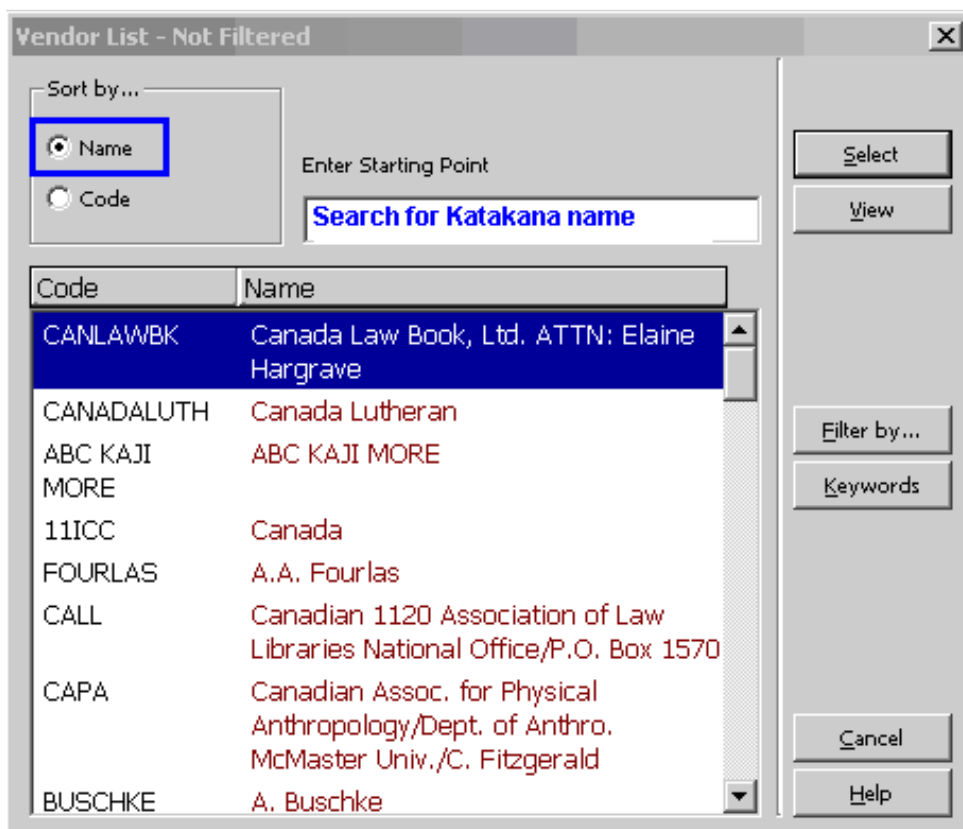 Vendor List - Not Filtered
Sort by...
Name
Code
Enter Starting Point
Search for Katakana name
Select
View
Code Name
CANLAWBK Canada Law Book, Ltd. ATTN: Elaine
Hargrave
CANADALUTH Canada Lutheran
ABC KAJI ABC KAJI MORE
MORE
11ICC Canada
FOURLAS A.A. Fourlas
CALL Canadian 1120 Association of Law
Libraries National Office/P.O. Box 1570
CAPA Canadian Assoc. for Physical
Anthropology/Dept. of Anthro.
McMaster Univ./C. Fitzgerald
BUSCHKE A. Buschke
Filter by...
Keywords
Cancel
Help